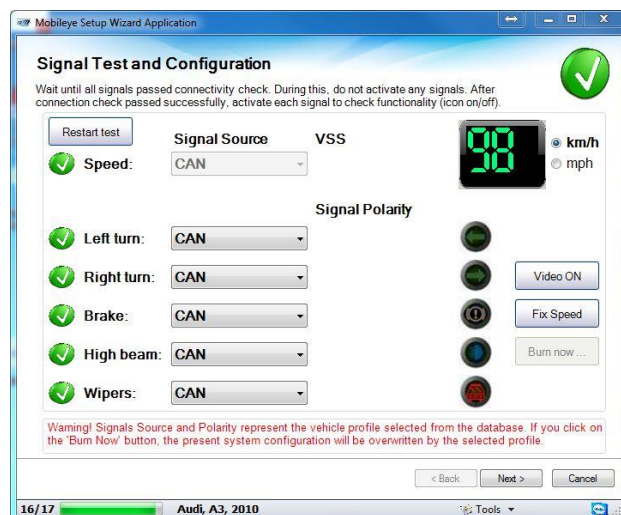 Mobileye Setup Wizard Application
Signal Test and Configuration
Wait until all signals passed connectivity check. During this, do not activate any signals. After
connection check passed successfully, activate each signal to check functionality (icon on/off).
Restart test
Signal Source
VSS
98
km/h
mph
Speed:
CAN
Signal Polarity
Left turn:
CAN
Right turn:
CAN
Video ON
Brake:
CAN
Fix Speed
High beam:
CAN
Burn now ...
Wipers:
CAN
Warning! Signals Source and Polarity represent the vehicle profile selected from the database. If you click on
the 'Burn Now' button, the present system configuration will be overwritten by the selected profile.
< Back
Next >
Cancel
16/17
Audi, A3, 2010
Tools